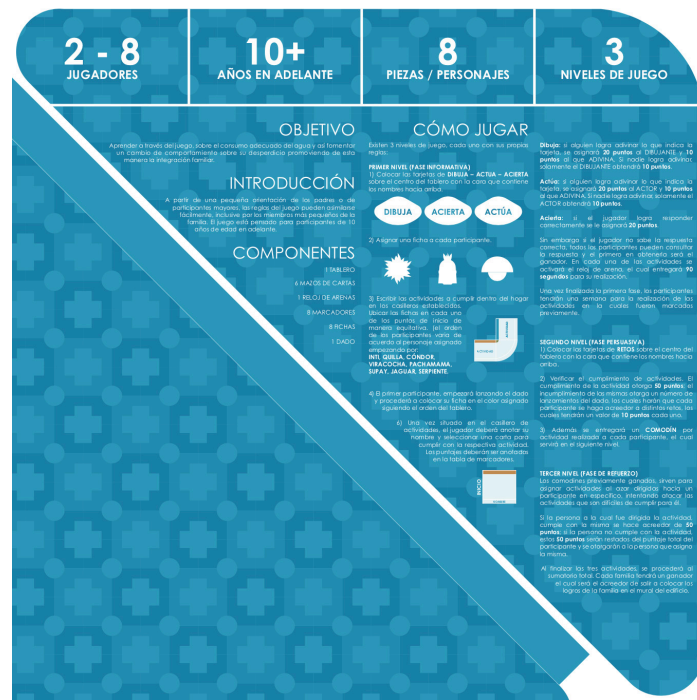 2 - 8
JUGADORES
10+
AÑOS EN ADELANTE
8
PIEZAS / PERSONAJES
3
NIVELES DE JUEGO
OBJETIVO
Aprender a través del juego, sobre el consumo adecuado del agua y así fomentar
un cambio de comportamiento sobre su desperdicio promoviendo de esta
manera la integración familiar.
INTRODUCCIÓN
A partir de una pequeña orientación de los padres o de
participantes mayores, las reglas del juego pueden asimilarse
fácilmente, inclusive por los miembros más pequeños de la
familia. El juego está pensado para participantes de 10
años de edad en adelante.
COMPONENTES
1 TABLERO
6 MAZOS DE CARTAS
1 RELOJ DE ARENAS
8 MARCADORES
8 FICHAS
1 DADO
CÓMO JUGAR
Existen 3 niveles de juego, cada uno con sus propias
reglas:
PRIMER NIVEL (FASE INFORMATIVA)
1) Colocar las tarjetas de DIBUJA – ACTÚA – ACIERTA
sobre el centro del tablero con la cara que contiene
los nombres hacia arriba.
DIBUJA
ACIERTA
ACTÚA
2) Asignar una ficha a cada participante.
3) Escribir las actividades a cumplir dentro del hogar
en los casilleros establecidos.
Ubicar las fichas en cada uno
de los puntos de inicio de
manera equitativa, (el orden
de los participantes varía de
acuerdo al personaje asignado
empezando por:
INTI, QUILLA, CÓNDOR,
VIRACOCHA, PACHAMAMA,
SUPAY, JAGUAR, SERPIENTE.
ACTIVIDAD
ACTIVIDAD
4) El primer participante, empezará lanzando el dado
y procederá a colocar su ficha en el color asignado
siguiendo el orden del tablero.
6) Una vez situado en el casillero de
actividades, el jugador deberá anotar su
nombre y seleccionar una carta para
cumplir con la respectiva actividad.
Los puntajes deberán ser anotados
en la tabla de marcadores.
INICIO
NOMBRE
Dibuja: si alguien logra adivinar lo que indica la
tarjeta, se asignará 20 puntos al DIBUJANTE y 10
puntos al que ADIVINA. Si nadie logra adivinar
solamente el DIBUJANTE obtendrá 10 puntos.
Actúa: si alguien logra adivinar lo que indica la
tarjeta, se asignará 20 puntos al ACTOR y 10 puntos
al que ADIVINA. Si nadie logra adivinar solamente el
ACTOR obtendrá 10 puntos.
Acierta: si el jugador logra responder
correctamente se le asignará 20 puntos.
Sin embargo si el jugador no sabe la respuesta
correcta, todos los participantes pueden consultar
la respuesta y el primero en obtenerla será el
ganador. En cada una de las actividades se
activará el reloj de arena, el cual entregará 90
segundos para su realización.
Una vez finalizada la primera fase, los participantes
tendrán una semana para la realización de las
actividades en la cuales fueron marcados
previamente.
SEGUNDO NIVEL (FASE PERSUASIVA)
1) Colocar las tarjetas de RETOS sobre el centro del
tablero con la cara que contiene los nombres hacia
arriba.
2) Verificar el cumplimiento de actividades. El
cumplimiento de la actividad otorga 50 puntos; el
incumplimiento de las mismas otorga un número de
lanzamientos del dado, los cuales harán que cada
participante se haga acreedor a distintos retos, los
cuales tendrán un valor de 10 puntos cada uno.
3) Además se entregará un COMODÍN por
actividad realizada a cada participante, el cual
servirá en el siguiente nivel.
TERCER NIVEL (FASE DE REFUERZO)
Los comodines previamente ganados, sirven para
asignar actividades al azar dirigidas hacia un
participante en específico, intentando atacar las
actividades que son difíciles de cumplir para él.
Si la persona a la cual fue dirigida la actividad,
cumple con la misma se hace acreedor de 50
puntos; si la persona no cumple con la actividad,
estos 50 puntos serán restados del puntaje total del
participante y se otorgarán a la persona que asigno
la misma.
Al finalizar las tres actividades, se procederá al
sumatorio total. Cada familia tendrá un ganador
el cual será el acreedor de salir a colocar los
logros de la familia en el mural del edificio.